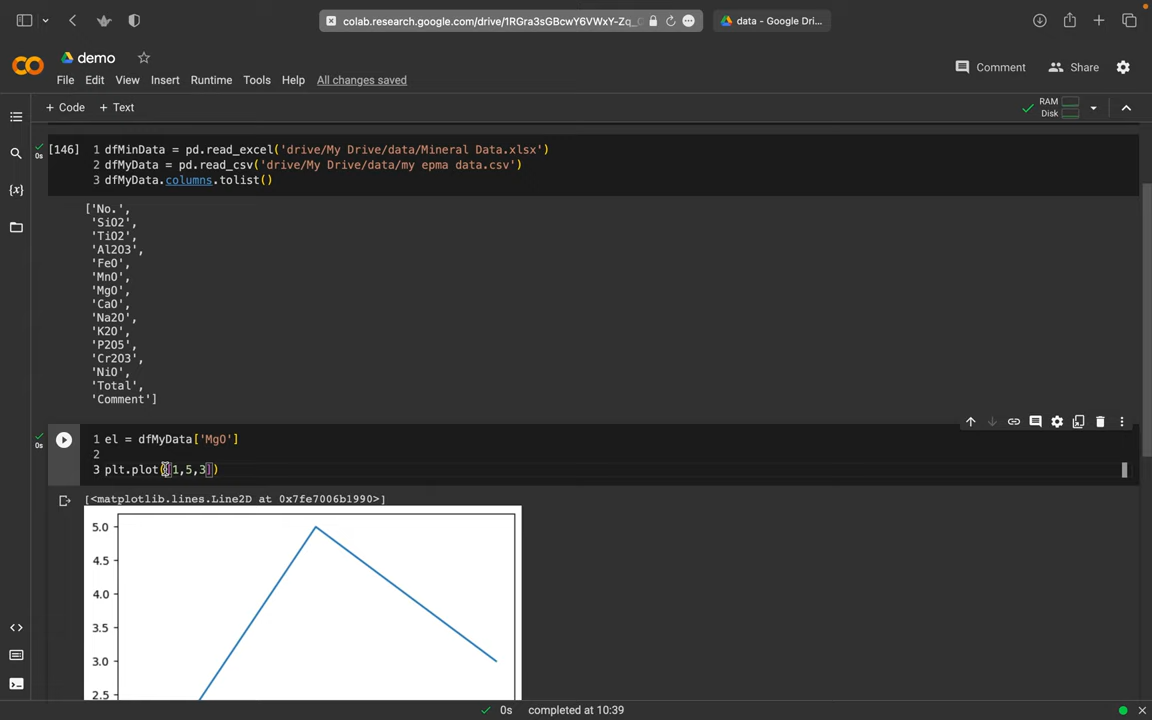 colab.research.google.com/drive/1RGra3sGBcwY6VWxY-Zq_
data - Google Dri...
demo
File Edit View Insert Runtime Tools Help All changes saved
Comment Share
+ Code + Text
RAM
Disk
[146] 1 dfMinData = pd.read_excel('drive/My Drive/data/Mineral Data.xlsx')
0s 2 dfMyData = pd.read_csv('drive/My Drive/data/my epma data.csv')
3 dfMyData.columns.tolist()
['No.',
'SiO2',
'TiO2',
'Al2O3',
'FeO',
'MnO',
'MgO',
'CaO',
'Na2O',
'K2O',
'P2O5',
'Cr2O3',
'NiO',
'Total',
'Comment']
1 el = dfMyData['MgO']
0s 2
3 plt.plot([1,5,3])
[<matplotlib.lines.Line2D at 0x7fe7006b1990>]
5.0
4.5
4.0
3.5
3.0
2.5
0s completed at 10:39